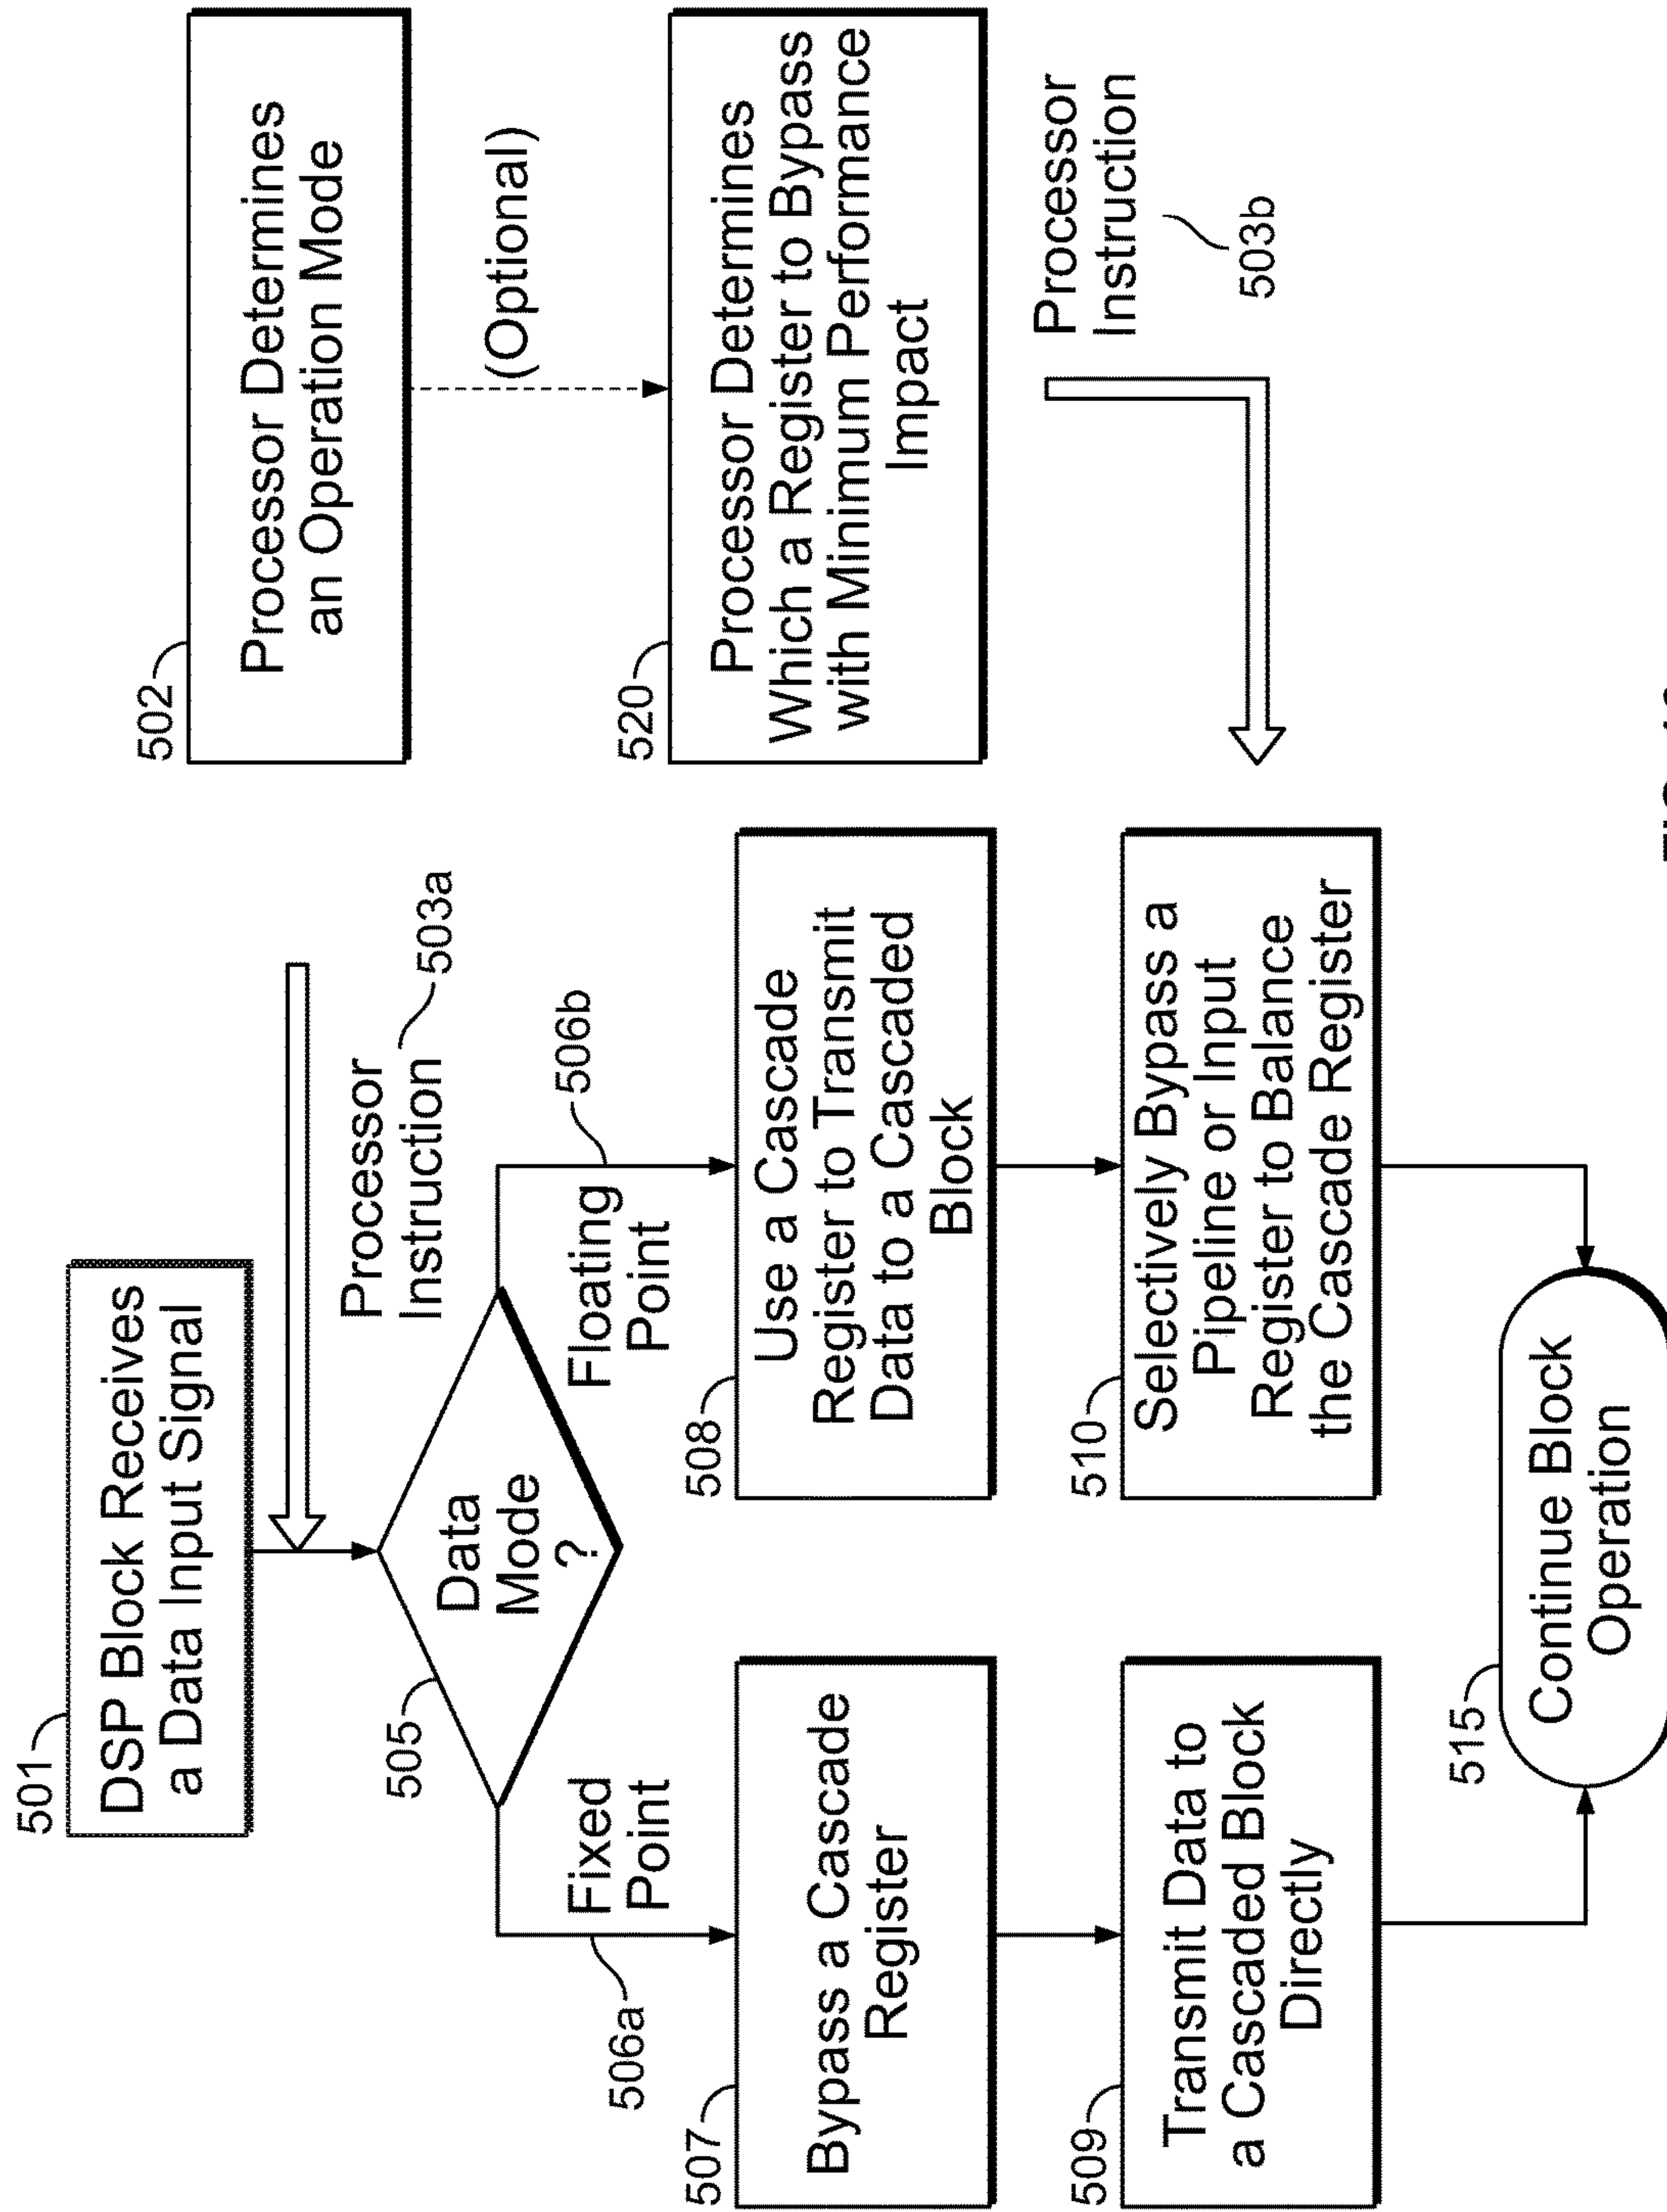 501
DSP Block Receives
a Data Input Signal
502
Processor Determines
an Operation Mode
(Optional)
Processor
Instruction
503a
505
Data
Mode
?
506a
Fixed
Point
506b
Floating
Point
520
Processor Determines
Which a Register to Bypass
with Minimum Performance
Impact
507
Bypass a Cascade
Register
508
Use a Cascade
Register to Transmit
Data to a Cascaded
Block
Processor
Instruction
503b
509
Transmit Data to
a Cascaded Block
Directly
510
Selectively Bypass a
Pipeline or Input
Register to Balance
the Cascade Register
515
Continue Block
Operation